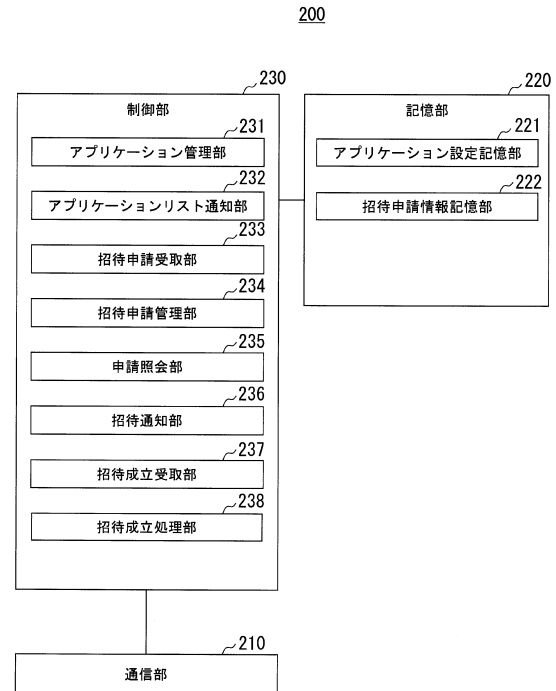 200
230
制御部
231
アプリケーション管理部
232
アプリケーションリスト通知部
233
招待申請受取部
234
招待申請管理部
235
申請照会部
236
招待通知部
237
招待成立受取部
238
招待成立処理部
220
記憶部
221
アプリケーション設定記憶部
222
招待申請情報記憶部
210
通信部